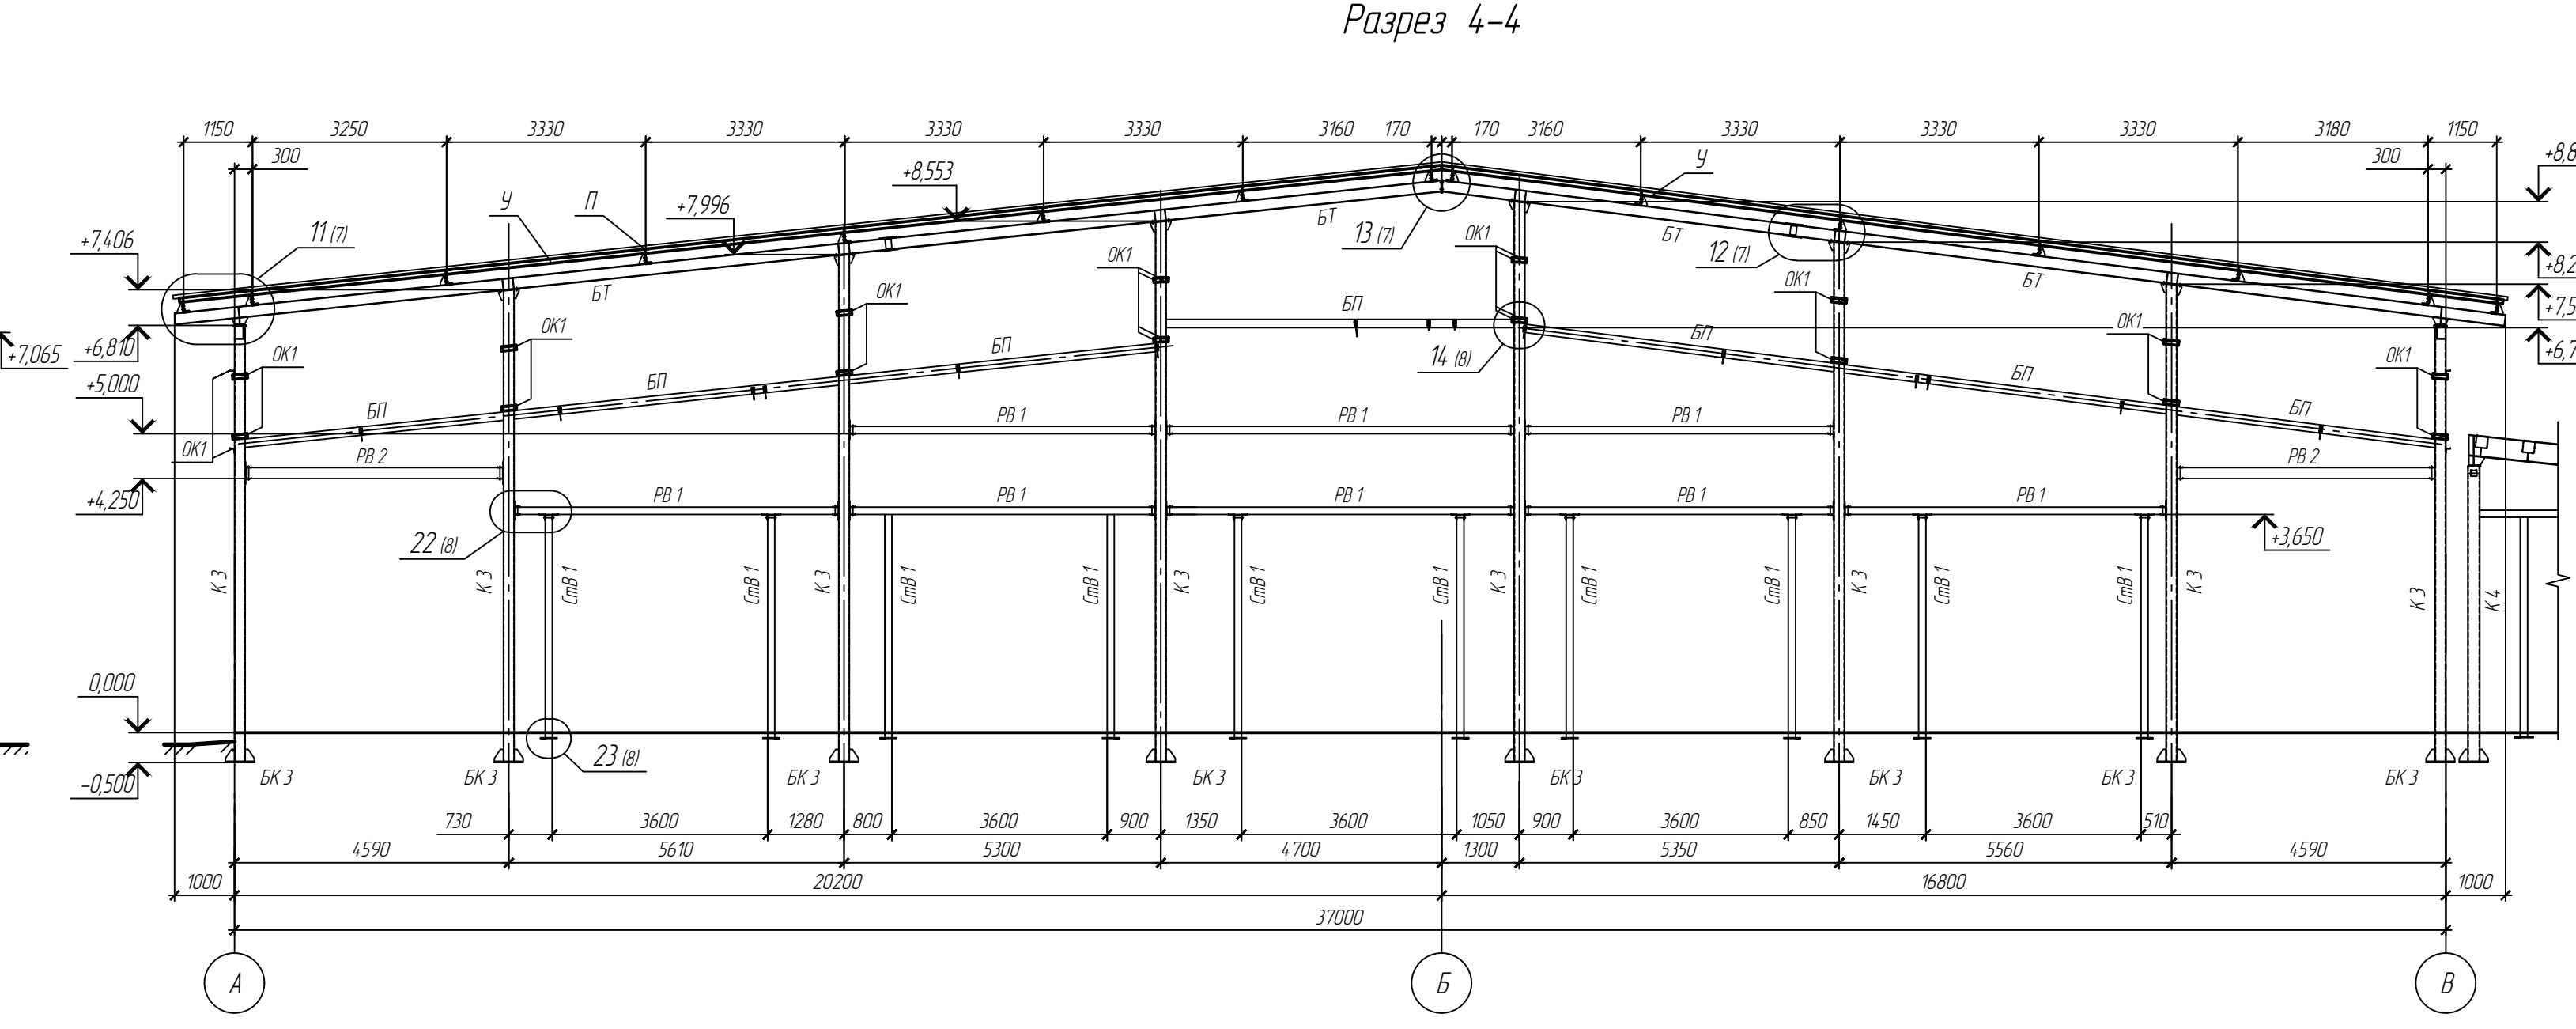 Разрез 4-4
1150 3250 3330 3330 3330 3330 3160 170 170 3160 3330 3330 3330 3180 1150
300 300
+8,553
+7,996
+7,406
+7,065
+6,810
+5,000
+4,250
0,000
-0,500
+3,650
У П У
11 (7)
13 (7)
12 (7)
14 (8)
22 (8)
23 (8)
БТ БТ БТ БТ
ОК1 ОК1 ОК1 ОК1 ОК1 ОК1 ОК1 ОК1 ОК1
БП БП БП БП БП БП БП
РВ 1 РВ 1 РВ 1
РВ 2 РВ 2
РВ 1 РВ 1 РВ 1 РВ 1 РВ 1
К 3 К 3 СтВ 1 СтВ 1 К 3 СтВ 1 СтВ 1 К 3 СтВ 1 СтВ 1 К 3 СтВ 1 СтВ 1 К 3 СтВ 1 СтВ 1 К 3 К 3 К 4
БК 3 БК 3 БК 3 БК 3 БК 3 БК 3 БК 3 БК 3
730 3600 1280 800 3600 900 1350 3600 1050 900 3600 850 1450 3600 510
4590 5610 5300 4700 1300 5350 5560 4590
1000 20200 16800 1000
37000
А Б В